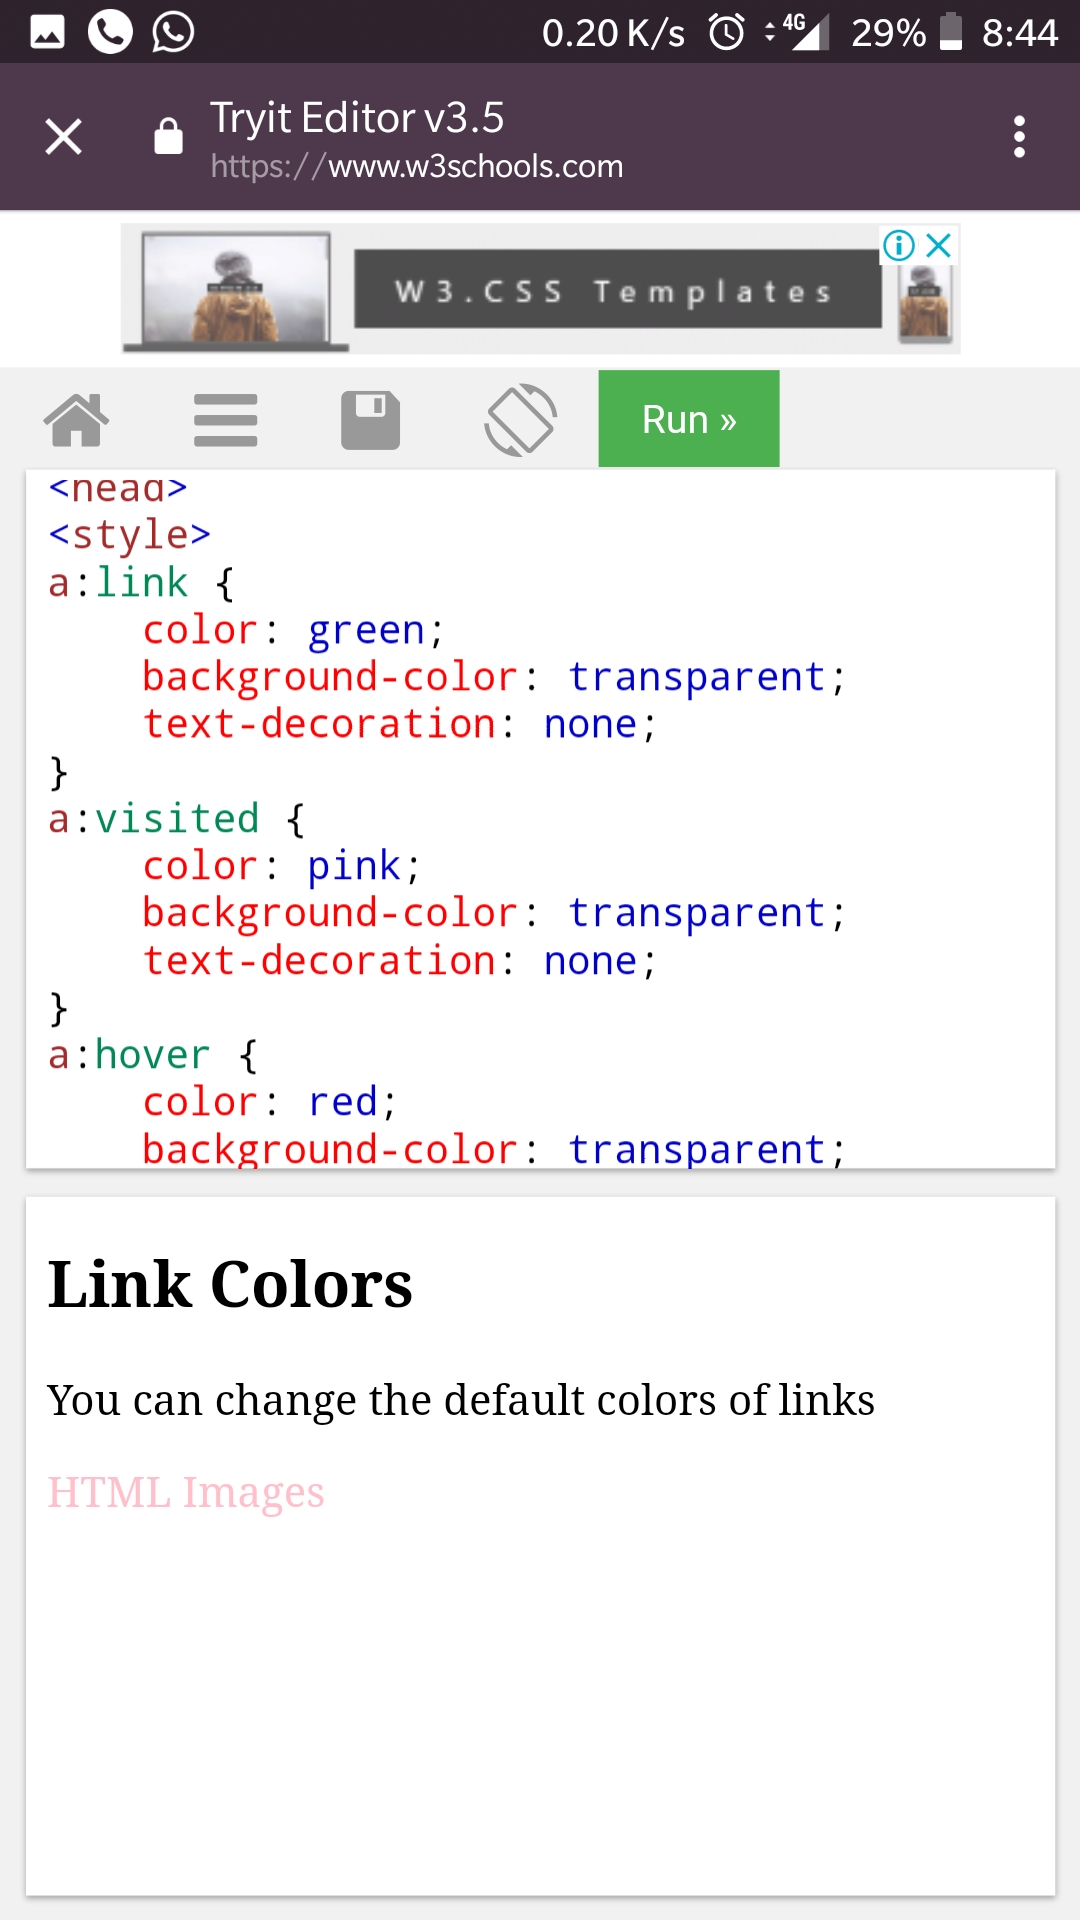 0.20 K/s 4G 29% 8:44
Tryit Editor v3.5
https://www.w3schools.com
W3.CSS Templates
Run »
<head>
<style>
a:link {
color: green;
background-color: transparent;
text-decoration: none;
}
a:visited {
color: pink;
background-color: transparent;
text-decoration: none;
}
a:hover {
color: red;
background-color: transparent;
Link Colors
You can change the default colors of links
HTML Images